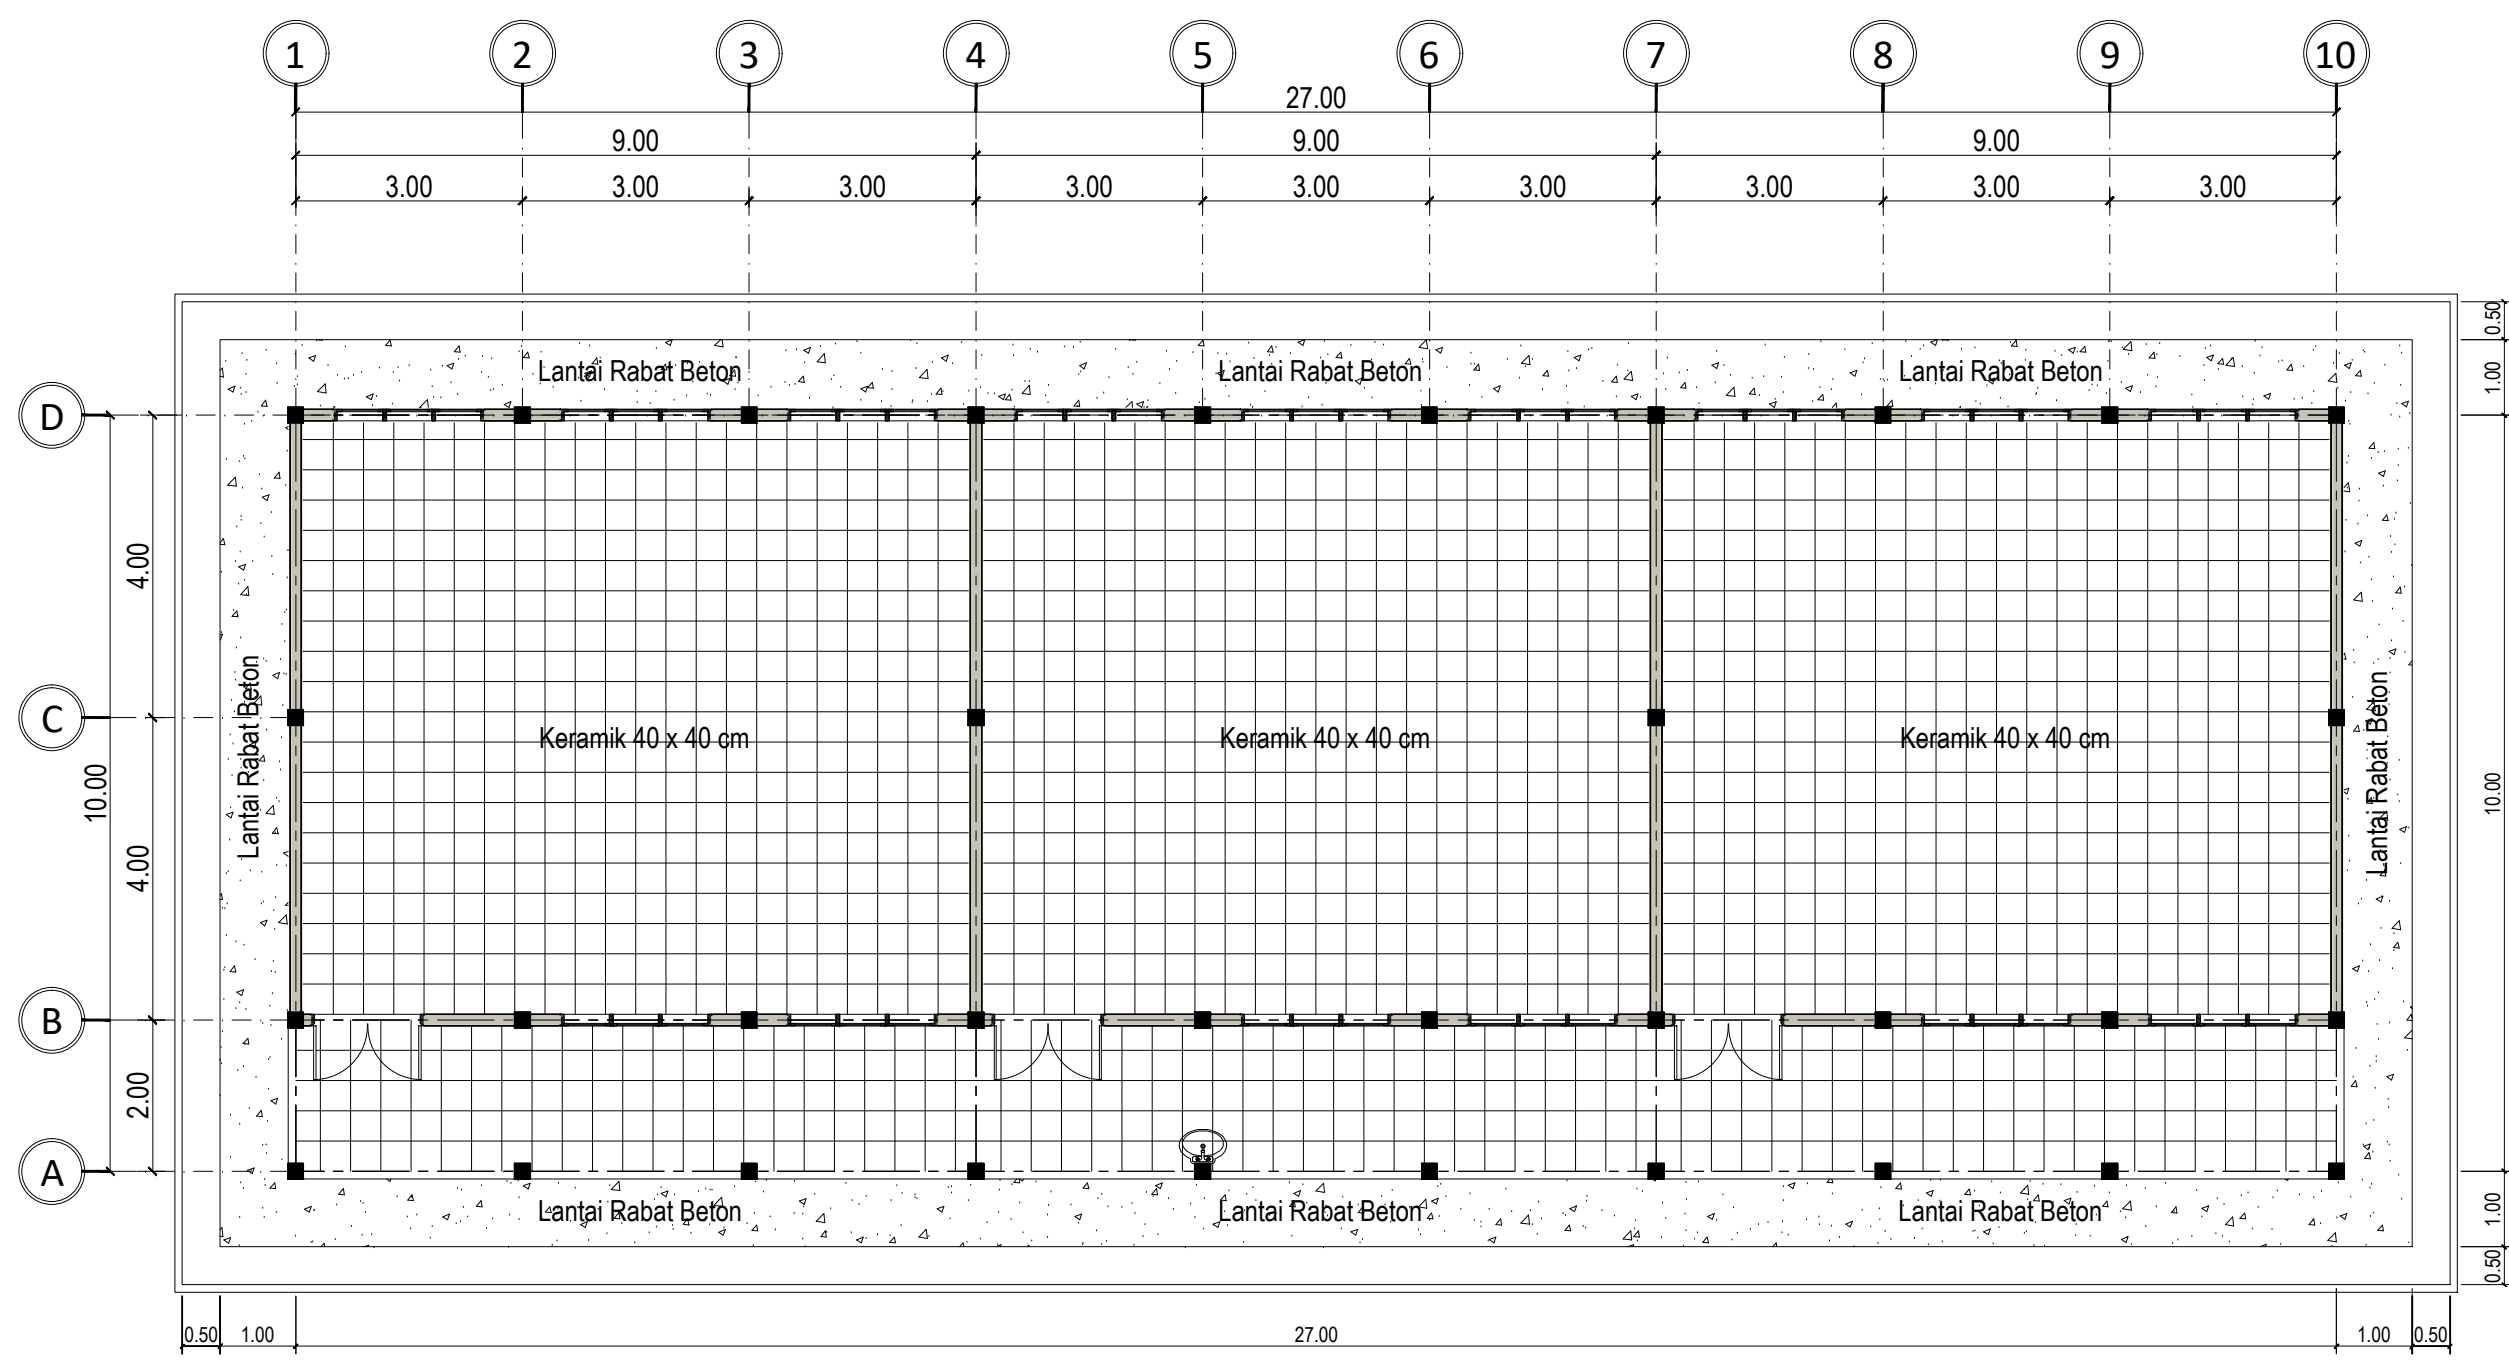 1 2 3 4 5 6 7 8 9 10
27.00
9.00 9.00 9.00
3.00 3.00 3.00 3.00 3.00 3.00 3.00 3.00 3.00
0.50
Lantai Rabat Beton Lantai Rabat Beton Lantai Rabat Beton
1.00
D
4.00
C
Keramik 40 x 40 cm Keramik 40 x 40 cm Keramik 40 x 40 cm
Lantai Rabat Beton
Lantai Rabat Beton
10.00
10.00
4.00
B
2.00
A
Lantai Rabat Beton Lantai Rabat Beton Lantai Rabat Beton
1.00
0.50
0.50 1.00 27.00 1.00 0.50